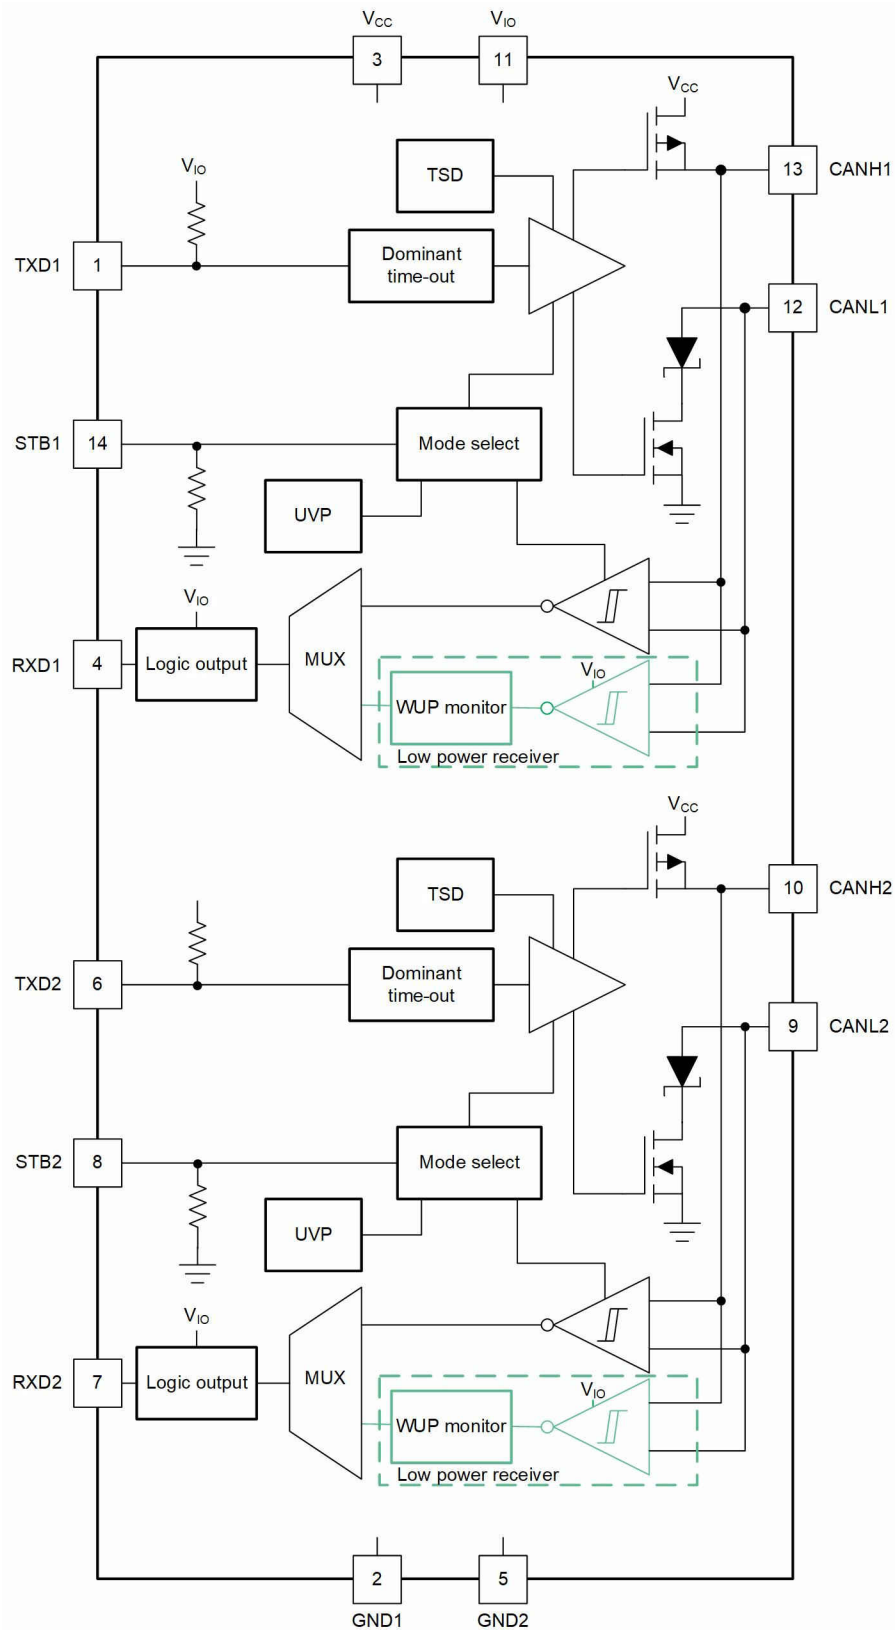 VCC
VIO
3
11
VCC
TSD
13
CANH1
VIO
TXD1
1
Dominant
time-out
12
CANL1
STB1
14
Mode select
UVP
VIO
RXD1
4
Logic output
MUX
VIO
WUP monitor
Low power receiver
VCC
TSD
10
CANH2
TXD2
6
Dominant
time-out
9
CANL2
STB2
8
Mode select
UVP
VIO
RXD2
7
Logic output
MUX
VIO
WUP monitor
Low power receiver
2
5
GND1
GND2